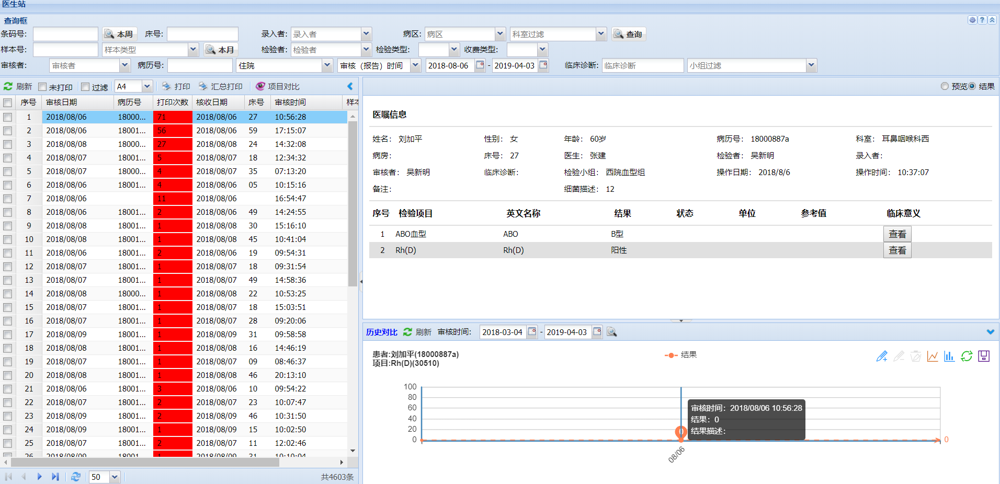 医生站
查询框
条码号: 本周 床号: 录入者: 录入者 病区: 病区 科室过滤 查询
样本号: 样本类型 本月 检验者: 检验者 检验类型: 收费类型:
审核者: 审核者 病历号: 住院 审核（报告）时间 2018-08-06 - 2019-04-03 临床诊断: 临床诊断 小组过滤
刷新 未打印 过滤 A4 打印 汇总打印 项目对比
序号 审核日期 病历号 打印次数 核收日期 床号 审核时间 样本
1 2018/08/06 18000... 71 2018/08/06 27 10:56:28
2 2018/08/06 18001... 56 2018/08/06 59 17:15:07
3 2018/08/08 18000... 27 2018/08/08 24 14:32:08
4 2018/08/07 18001... 5 2018/08/07 18 12:34:32
5 2018/08/07 18000... 4 2018/08/07 35 07:13:20
6 2018/08/06 18001... 4 2018/08/06 05 10:15:16
7 2018/08/06 11 2018/08/06 16:54:47
8 2018/08/06 18001... 2 2018/08/06 49 14:24:55
9 2018/08/08 18001... 1 2018/08/08 30 15:16:10
10 2018/08/08 18001... 1 2018/08/08 45 10:41:04
11 2018/08/06 18001... 2 2018/08/06 19 09:54:31
12 2018/08/07 18001... 1 2018/08/07 18 09:31:54
13 2018/08/07 18001... 1 2018/08/07 49 14:58:36
14 2018/08/08 18000... 1 2018/08/08 22 10:53:25
15 2018/08/07 18001... 1 2018/08/07 18 15:03:51
16 2018/08/07 18001... 1 2018/08/07 28 09:20:06
17 2018/08/09 18001... 1 2018/08/09 31 09:58:58
18 2018/08/08 18001... 1 2018/08/08 16 14:46:19
19 2018/08/07 18001... 1 2018/08/07 09 08:46:37
20 2018/08/08 18001... 1 2018/08/08 46 20:13:10
21 2018/08/06 18001... 3 2018/08/06 10 09:54:22
22 2018/08/07 18001... 2 2018/08/07 23 10:07:47
23 2018/08/09 18001... 2 2018/08/09 46 10:31:50
24 2018/08/09 18001... 1 2018/08/09 15 10:02:50
25 2018/08/07 18001... 2 2018/08/07 11 12:02:46
26 2018/08/09 18001... 1 2018/08/09 31 10:10:04
50 共4603条
预览 结果
医嘱信息
姓名: 刘加平 性别: 女 年龄: 60岁 病历号: 18000887a 科室: 耳鼻咽喉科西
病房: 床号: 27 医生: 张建 检验者: 吴新明 录入者:
审核者: 吴新明 临床诊断: 检验小组: 西院血型组 操作日期: 2018/8/6 操作时间: 10:37:07
备注: 细菌描述: 12
序号 检验项目 英文名称 结果 状态 单位 参考值 临床意义
1 ABO血型 ABO B型 查看
2 Rh(D) Rh(D) 阳性 查看
历史对比 刷新 审核时间: 2018-03-04 - 2019-04-03
患者:刘加平(18000887a)
项目:Rh(D)(30510)
结果
100
80
60
40
20
0
0
审核时间: 2018/08/06 10:56:28
结果: 0
结果描述:
0
08/06